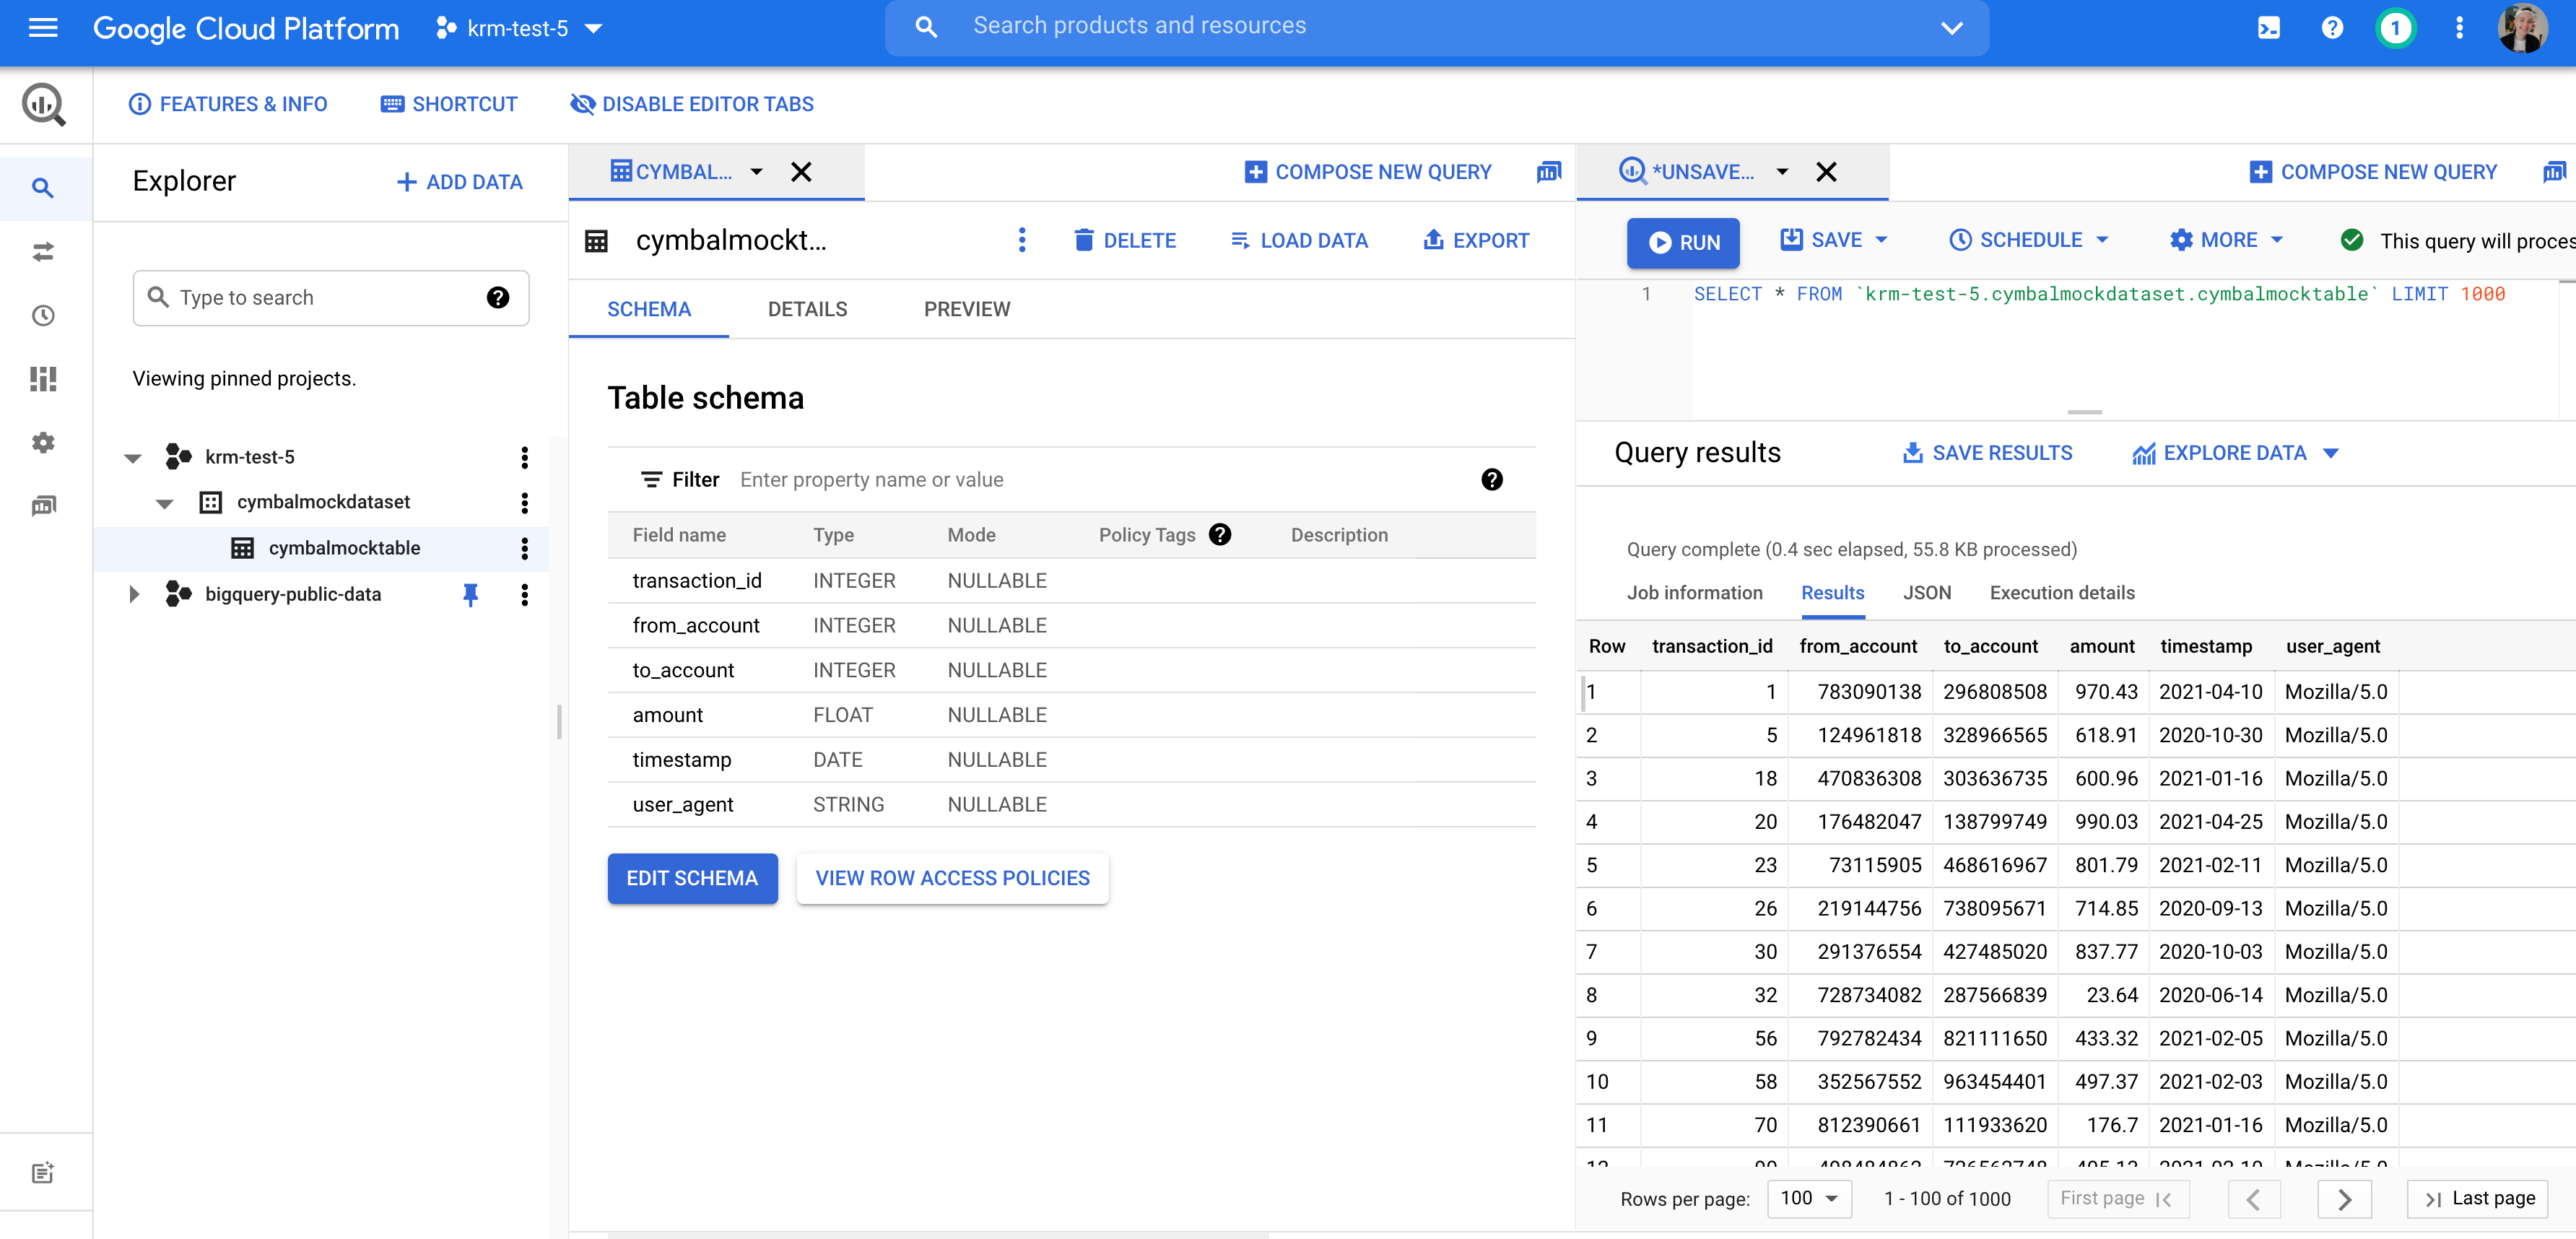 Google Cloud Platform
krm-test-5
Search products and resources
1
FEATURES & INFO
SHORTCUT
DISABLE EDITOR TABS
Explorer
ADD DATA
Type to search
Viewing pinned projects.
krm-test-5
cymbalmockdataset
cymbalmocktable
bigquery-public-data
CYMBAL...
COMPOSE NEW QUERY
cymbalmockt...
DELETE
LOAD DATA
EXPORT
SCHEMA
DETAILS
PREVIEW
Table schema
Filter Enter property name or value
Field name Type Mode Policy Tags Description
transaction_id INTEGER NULLABLE
from_account INTEGER NULLABLE
to_account INTEGER NULLABLE
amount FLOAT NULLABLE
timestamp DATE NULLABLE
user_agent STRING NULLABLE
EDIT SCHEMA
VIEW ROW ACCESS POLICIES
*UNSAVE...
COMPOSE NEW QUERY
RUN
SAVE
SCHEDULE
MORE
This query will proces
1 SELECT * FROM `krm-test-5.cymbalmockdataset.cymbalmocktable` LIMIT 1000
Query results
SAVE RESULTS
EXPLORE DATA
Query complete (0.4 sec elapsed, 55.8 KB processed)
Job information Results JSON Execution details
Row transaction_id from_account to_account amount timestamp user_agent
1 1 783090138 296808508 970.43 2021-04-10 Mozilla/5.0
2 5 124961818 328966565 618.91 2020-10-30 Mozilla/5.0
3 18 470836308 303636735 600.96 2021-01-16 Mozilla/5.0
4 20 176482047 138799749 990.03 2021-04-25 Mozilla/5.0
5 23 73115905 468616967 801.79 2021-02-11 Mozilla/5.0
6 26 219144756 738095671 714.85 2020-09-13 Mozilla/5.0
7 30 291376554 427485020 837.77 2020-10-03 Mozilla/5.0
8 32 728734082 287566839 23.64 2020-06-14 Mozilla/5.0
9 56 792782434 821111650 433.32 2021-02-05 Mozilla/5.0
10 58 352567552 963454401 497.37 2021-02-03 Mozilla/5.0
11 70 812390661 111933620 176.7 2021-01-16 Mozilla/5.0
Rows per page: 100 1 - 100 of 1000 First page Last page